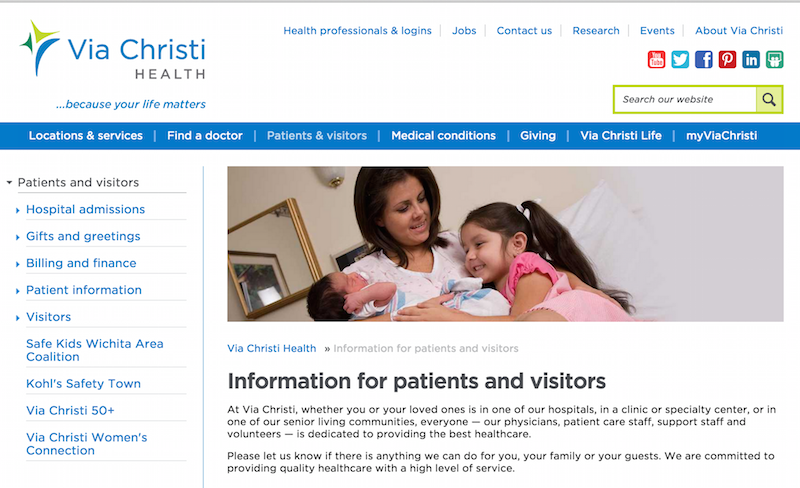 Health professionals & logins | Jobs | Contact us | Research | Events | About Via Christi
Via Christi
HEALTH
...because your life matters
You Tube
Search our website
Locations & services | Find a doctor | Patients & visitors | Medical conditions | Giving | Via Christi Life | myViaChristi
Patients and visitors
Hospital admissions
Gifts and greetings
Billing and finance
Patient information
Visitors
Safe Kids Wichita Area
Coalition
Kohl's Safety Town
Via Christi 50+
Via Christi Women's
Connection
Via Christi Health » Information for patients and visitors
Information for patients and visitors
At Via Christi, whether you or your loved ones is in one of our hospitals, in a clinic or specialty center, or in
one of our senior living communities, everyone — our physicians, patient care staff, support staff and
volunteers — is dedicated to providing the best healthcare.
Please let us know if there is anything we can do for you, your family or your guests. We are committed to
providing quality healthcare with a high level of service.